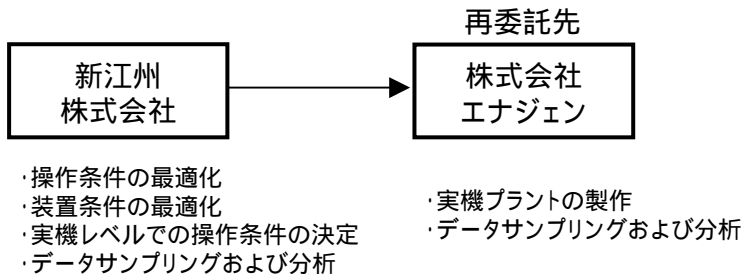 再委託先
新江州
株式会社
株式会社
エナジェン
･操作条件の最適化
･装置条件の最適化
･実機レベルでの操作条件の決定
･データサンプリングおよび分析
･実機プラントの製作
･データサンプリングおよび分析